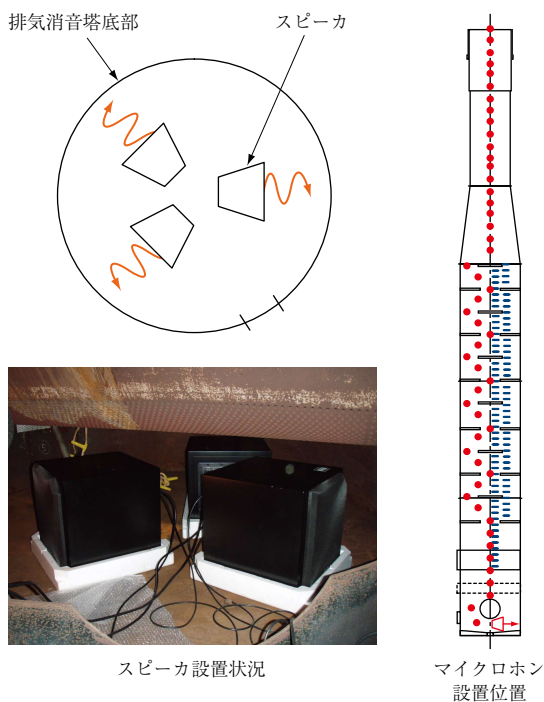 排気消音塔底部
スピーカ
スピーカ設置状況
マイクロホン
設置位置